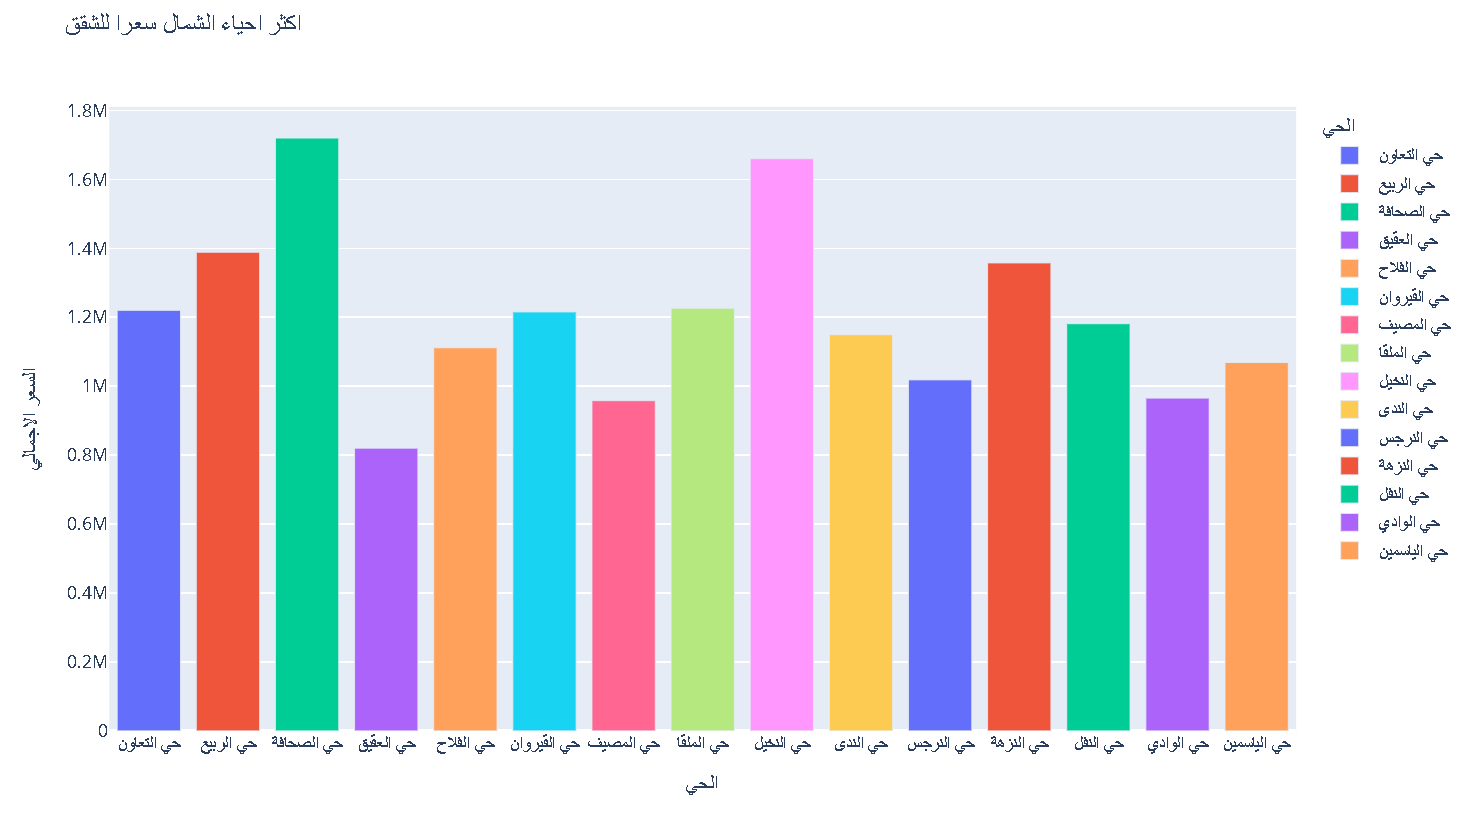 اكثر احياء الشمال سعرا للشقق
1.8M
1.6M
1.4M
1.2M
1M
0.8M
0.6M
0.4M
0.2M
0
السعر الاجمالي
حي التعاون
حي الربيع
حي الصحافة
حي العقيق
حي الفلاح
حي القيروان
حي المصيف
حي الملقا
حي النخيل
حي الندى
حي النرجس
حي النزهة
حي النفل
حي الوادي
حي الياسمين
الحي
الحي
حي التعاون
حي الربيع
حي الصحافة
حي العقيق
حي الفلاح
حي القيروان
حي المصيف
حي الملقا
حي النخيل
حي الندى
حي النرجس
حي النزهة
حي النفل
حي الوادي
حي الياسمين